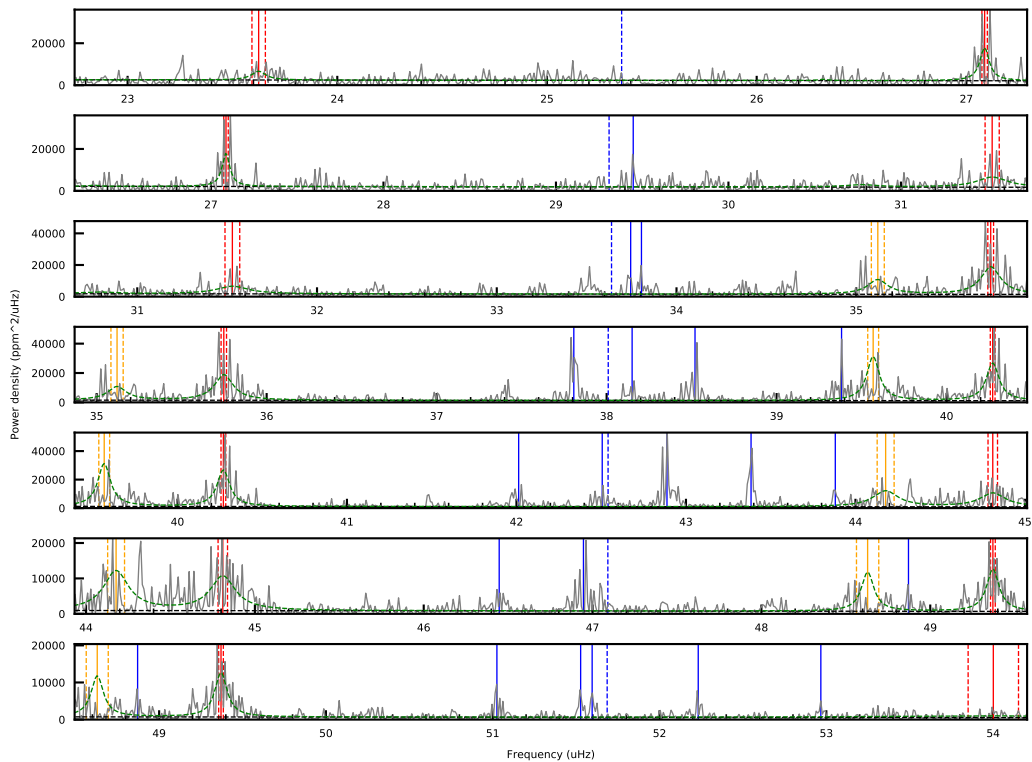 20000
0
23 24 25 26 27
20000
0
27 28 29 30 31
40000
20000
0
31 32 33 34 35
Power density (ppm^2/uHz)
40000
20000
0
35 36 37 38 39 40
40000
20000
0
40 41 42 43 44 45
20000
10000
0
44 45 46 47 48 49
20000
10000
0
49 50 51 52 53 54
Frequency (uHz)